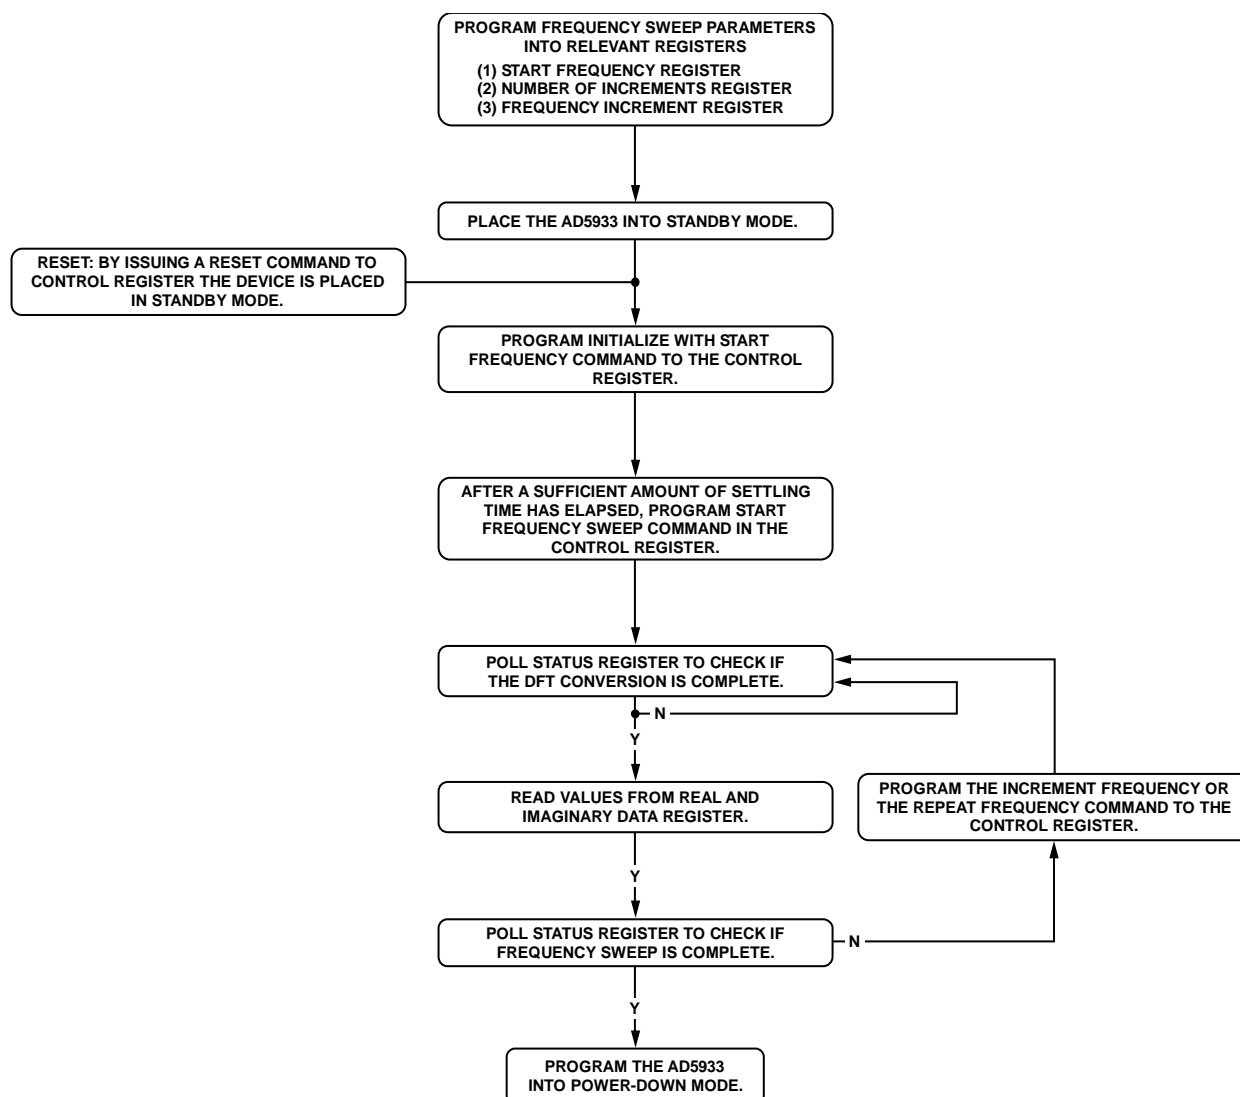 PROGRAM FREQUENCY SWEEP PARAMETERS
INTO RELEVANT REGISTERS
(1) START FREQUENCY REGISTER
(2) NUMBER OF INCREMENTS REGISTER
(3) FREQUENCY INCREMENT REGISTER
PLACE THE AD5933 INTO STANDBY MODE.
RESET: BY ISSUING A RESET COMMAND TO
CONTROL REGISTER THE DEVICE IS PLACED
IN STANDBY MODE.
PROGRAM INITIALIZE WITH START
FREQUENCY COMMAND TO THE CONTROL
REGISTER.
AFTER A SUFFICIENT AMOUNT OF SETTLING
TIME HAS ELAPSED, PROGRAM START
FREQUENCY SWEEP COMMAND IN THE
CONTROL REGISTER.
POLL STATUS REGISTER TO CHECK IF
THE DFT CONVERSION IS COMPLETE.
N
Y
READ VALUES FROM REAL AND
IMAGINARY DATA REGISTER.
PROGRAM THE INCREMENT FREQUENCY OR
THE REPEAT FREQUENCY COMMAND TO THE
CONTROL REGISTER.
Y
POLL STATUS REGISTER TO CHECK IF
FREQUENCY SWEEP IS COMPLETE.
N
Y
PROGRAM THE AD5933
INTO POWER-DOWN MODE.